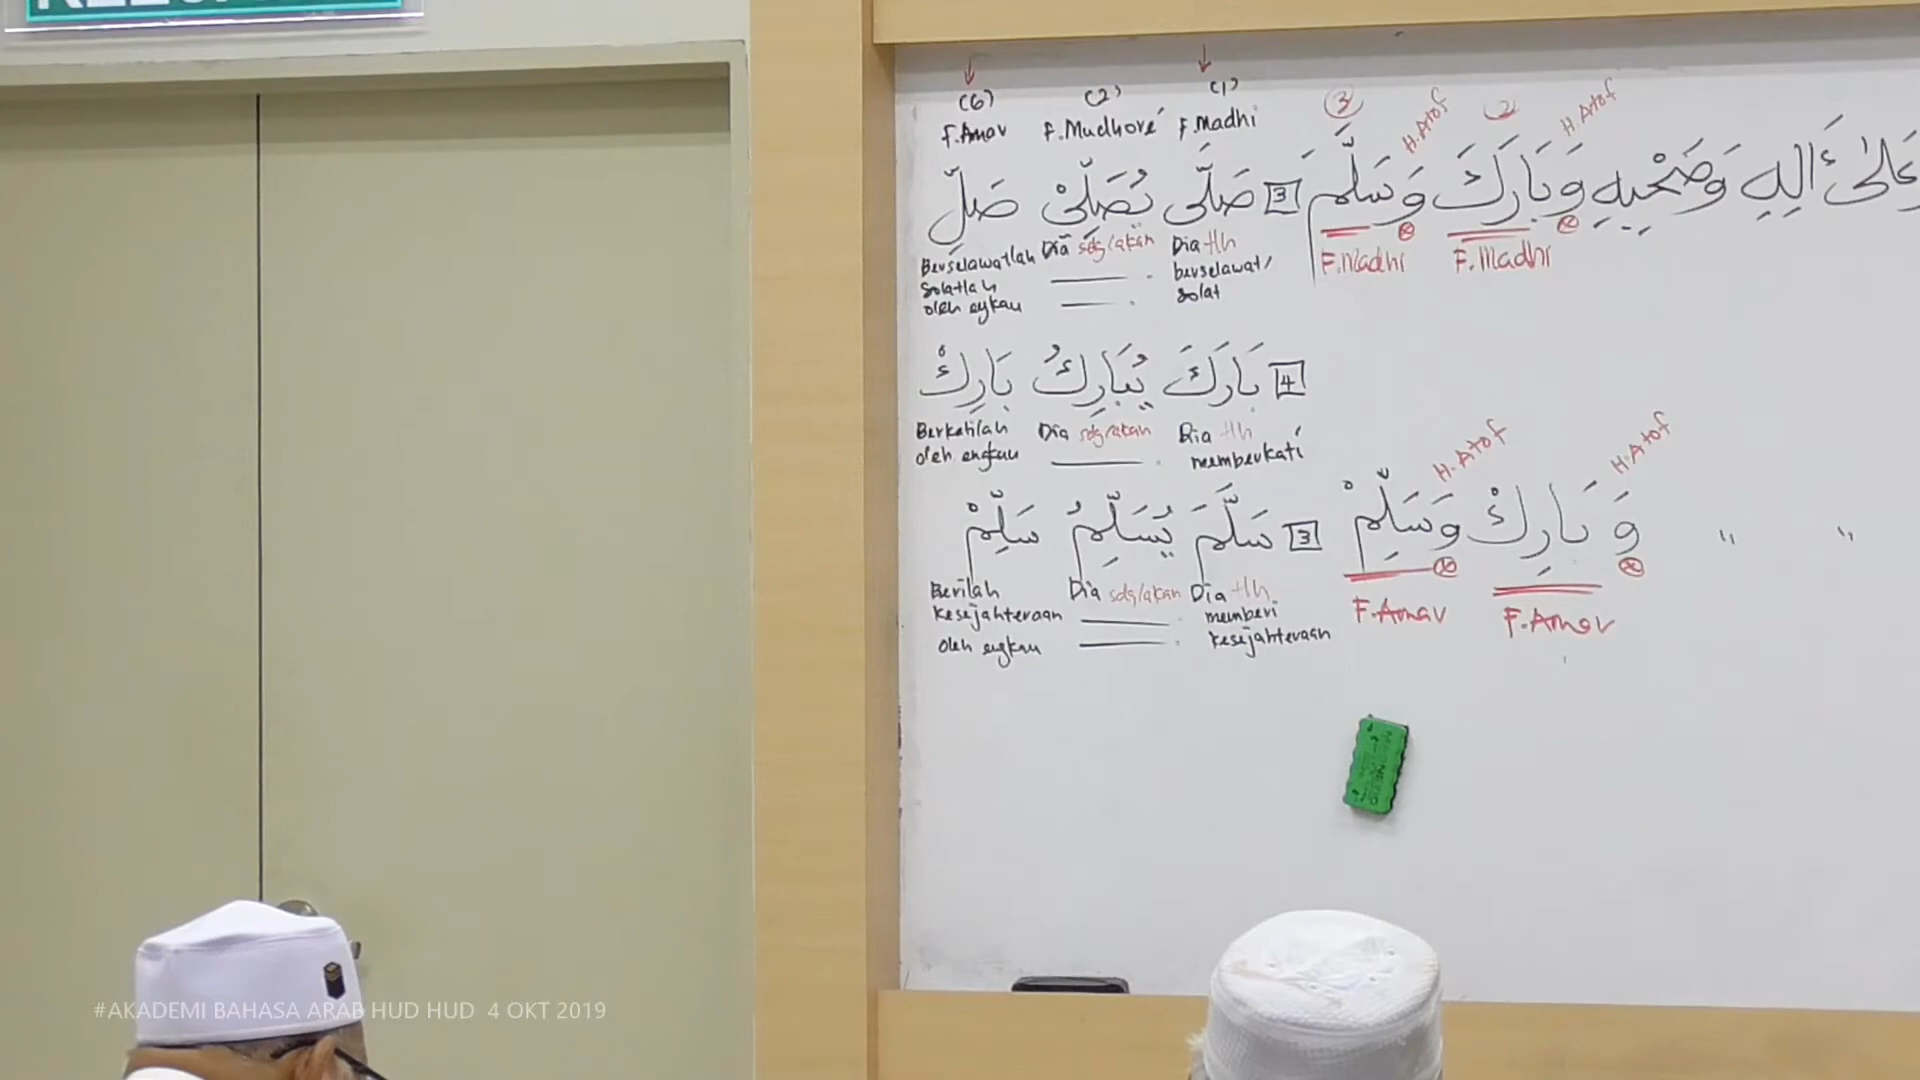 (6) (2) (1)
F.Amar F.Mudhore' F.Madhi
③ H.Atof ② H.Atof
وَعَلَىٰ ءَالِهِ وَصَحْبِهِ وَبَارَكَ وَسَلَّمَ
F.Madhi F.Madhi
3 صَلَّى يُصَلِّيْ صَلِّ
Berselawatlah Dia sdg/akan Dia tlh
Solatlah berselawat/
oleh engkau solat
4 بَارَكَ يُبَارِكُ بَارِكْ
Berkatilah Dia sdg/akan Dia tlh
oleh engkau memberkati
H.Atof H.Atof
وَ بَارِكْ وَسَلِّمْ
F.Amar F.Amar
3 سَلَّمَ يُسَلِّمُ سَلِّمْ
Berilah Dia sdg/akan Dia tlh
kesejahteraan memberi
oleh engkau kesejahteraan
#AKADEMI BAHASA ARAB HUD HUD 4 OKT 2019